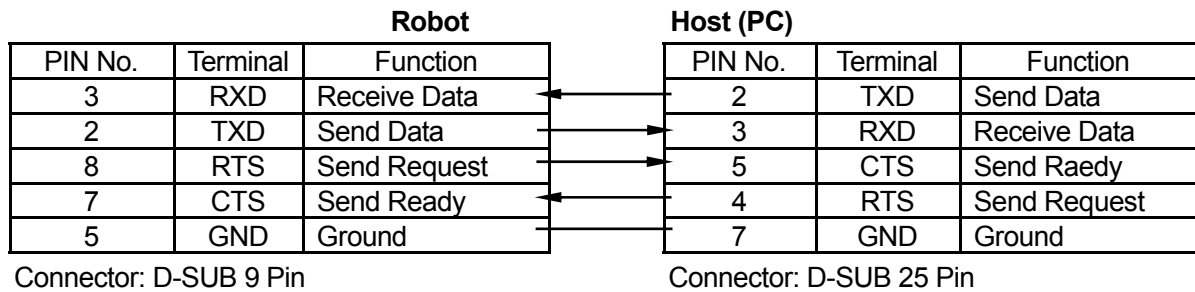 Robot Host (PC)
PIN No. Terminal Function PIN No. Terminal Function
3 RXD Receive Data 2 TXD Send Data
2 TXD Send Data 3 RXD Receive Data
8 RTS Send Request 5 CTS Send Raedy
7 CTS Send Ready 4 RTS Send Request
5 GND Ground 7 GND Ground
Connector: D-SUB 9 Pin Connector: D-SUB 25 Pin